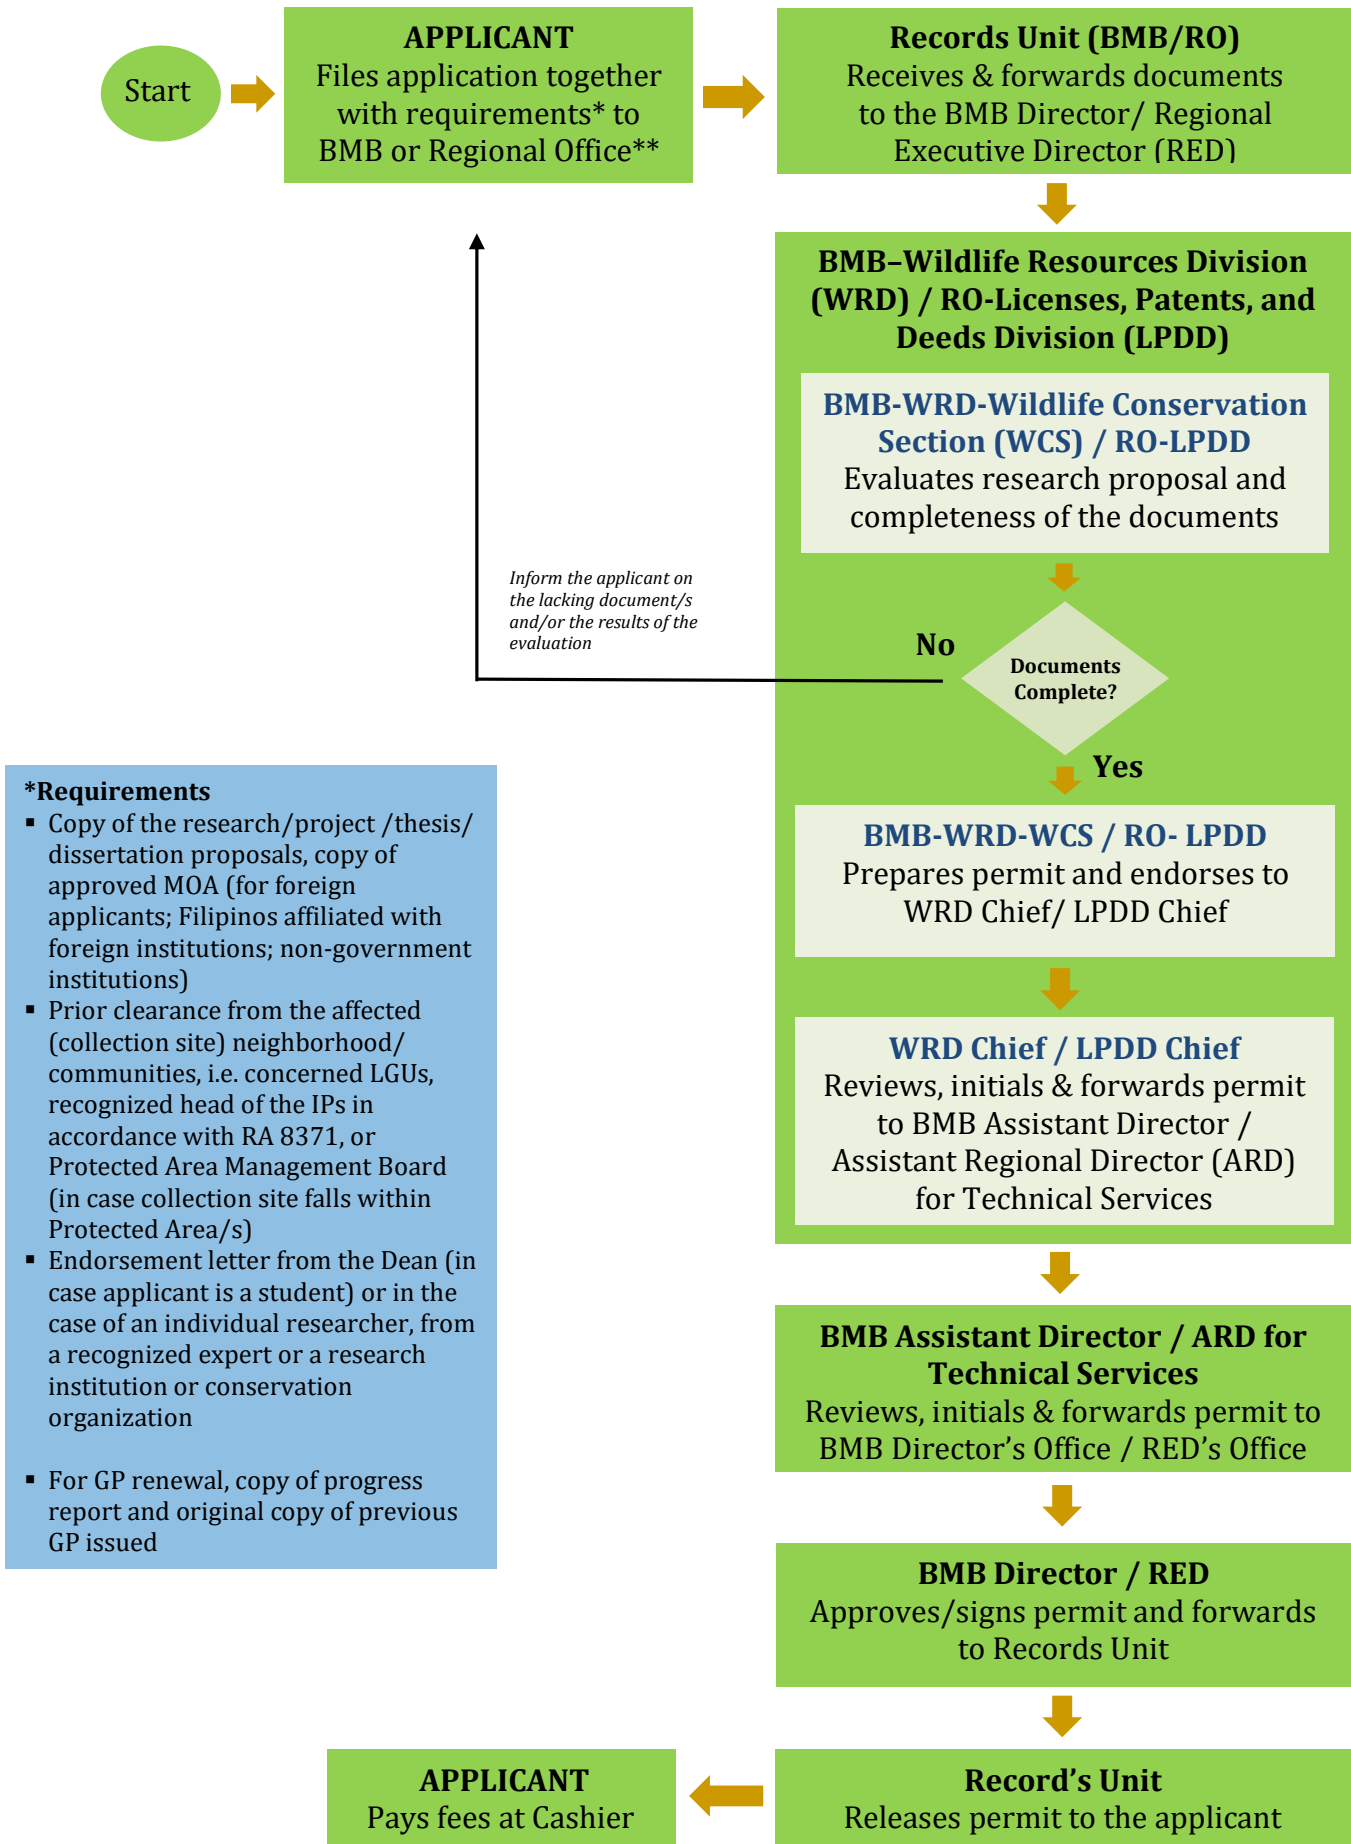 Start
APPLICANT
Files application together
with requirements* to
BMB or Regional Office**
Records Unit (BMB/RO)
Receives & forwards documents
to the BMB Director/ Regional
Executive Director (RED)
BMB–Wildlife Resources Division
(WRD) / RO-Licenses, Patents, and
Deeds Division (LPDD)
BMB-WRD-Wildlife Conservation
Section (WCS) / RO-LPDD
Evaluates research proposal and
completeness of the documents
Inform the applicant on
the lacking document/s
and/or the results of the
evaluation
No
Documents
Complete?
Yes
BMB-WRD-WCS / RO- LPDD
Prepares permit and endorses to
WRD Chief/ LPDD Chief
WRD Chief / LPDD Chief
Reviews, initials & forwards permit
to BMB Assistant Director /
Assistant Regional Director (ARD)
for Technical Services
*Requirements
▪ Copy of the research/project /thesis/
dissertation proposals, copy of
approved MOA (for foreign
applicants; Filipinos affiliated with
foreign institutions; non-government
institutions)
▪ Prior clearance from the affected
(collection site) neighborhood/
communities, i.e. concerned LGUs,
recognized head of the IPs in
accordance with RA 8371, or
Protected Area Management Board
(in case collection site falls within
Protected Area/s)
▪ Endorsement letter from the Dean (in
case applicant is a student) or in the
case of an individual researcher, from
a recognized expert or a research
institution or conservation
organization
▪ For GP renewal, copy of progress
report and original copy of previous
GP issued
BMB Assistant Director / ARD for
Technical Services
Reviews, initials & forwards permit to
BMB Director’s Office / RED’s Office
BMB Director / RED
Approves/signs permit and forwards
to Records Unit
Record’s Unit
Releases permit to the applicant
APPLICANT
Pays fees at Cashier